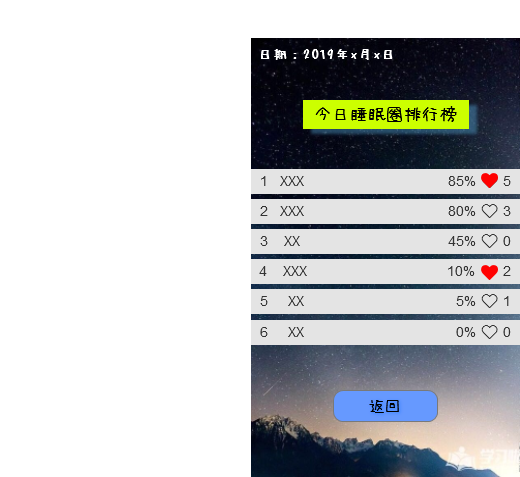 日期：2019年x月x日
今日睡眠圈排行榜
1 XXX 85% 5
2 XXX 80% 3
3 XX 45% 0
4 XXX 10% 2
5 XX 5% 1
6 XX 0% 0
返回